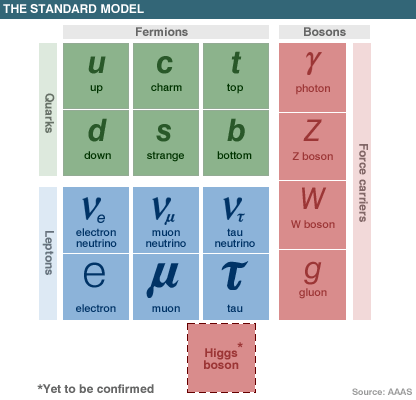 THE STANDARD MODEL
Fermions
Bosons
Quarks
u
up
c
charm
t
top
γ
photon
d
down
s
strange
b
bottom
Z
Z boson
Leptons
νe
electron
neutrino
νμ
muon
neutrino
ντ
tau
neutrino
W
W boson
e
electron
μ
muon
τ
tau
g
gluon
Force carriers
Higgs*
boson
*Yet to be confirmed
Source: AAAS